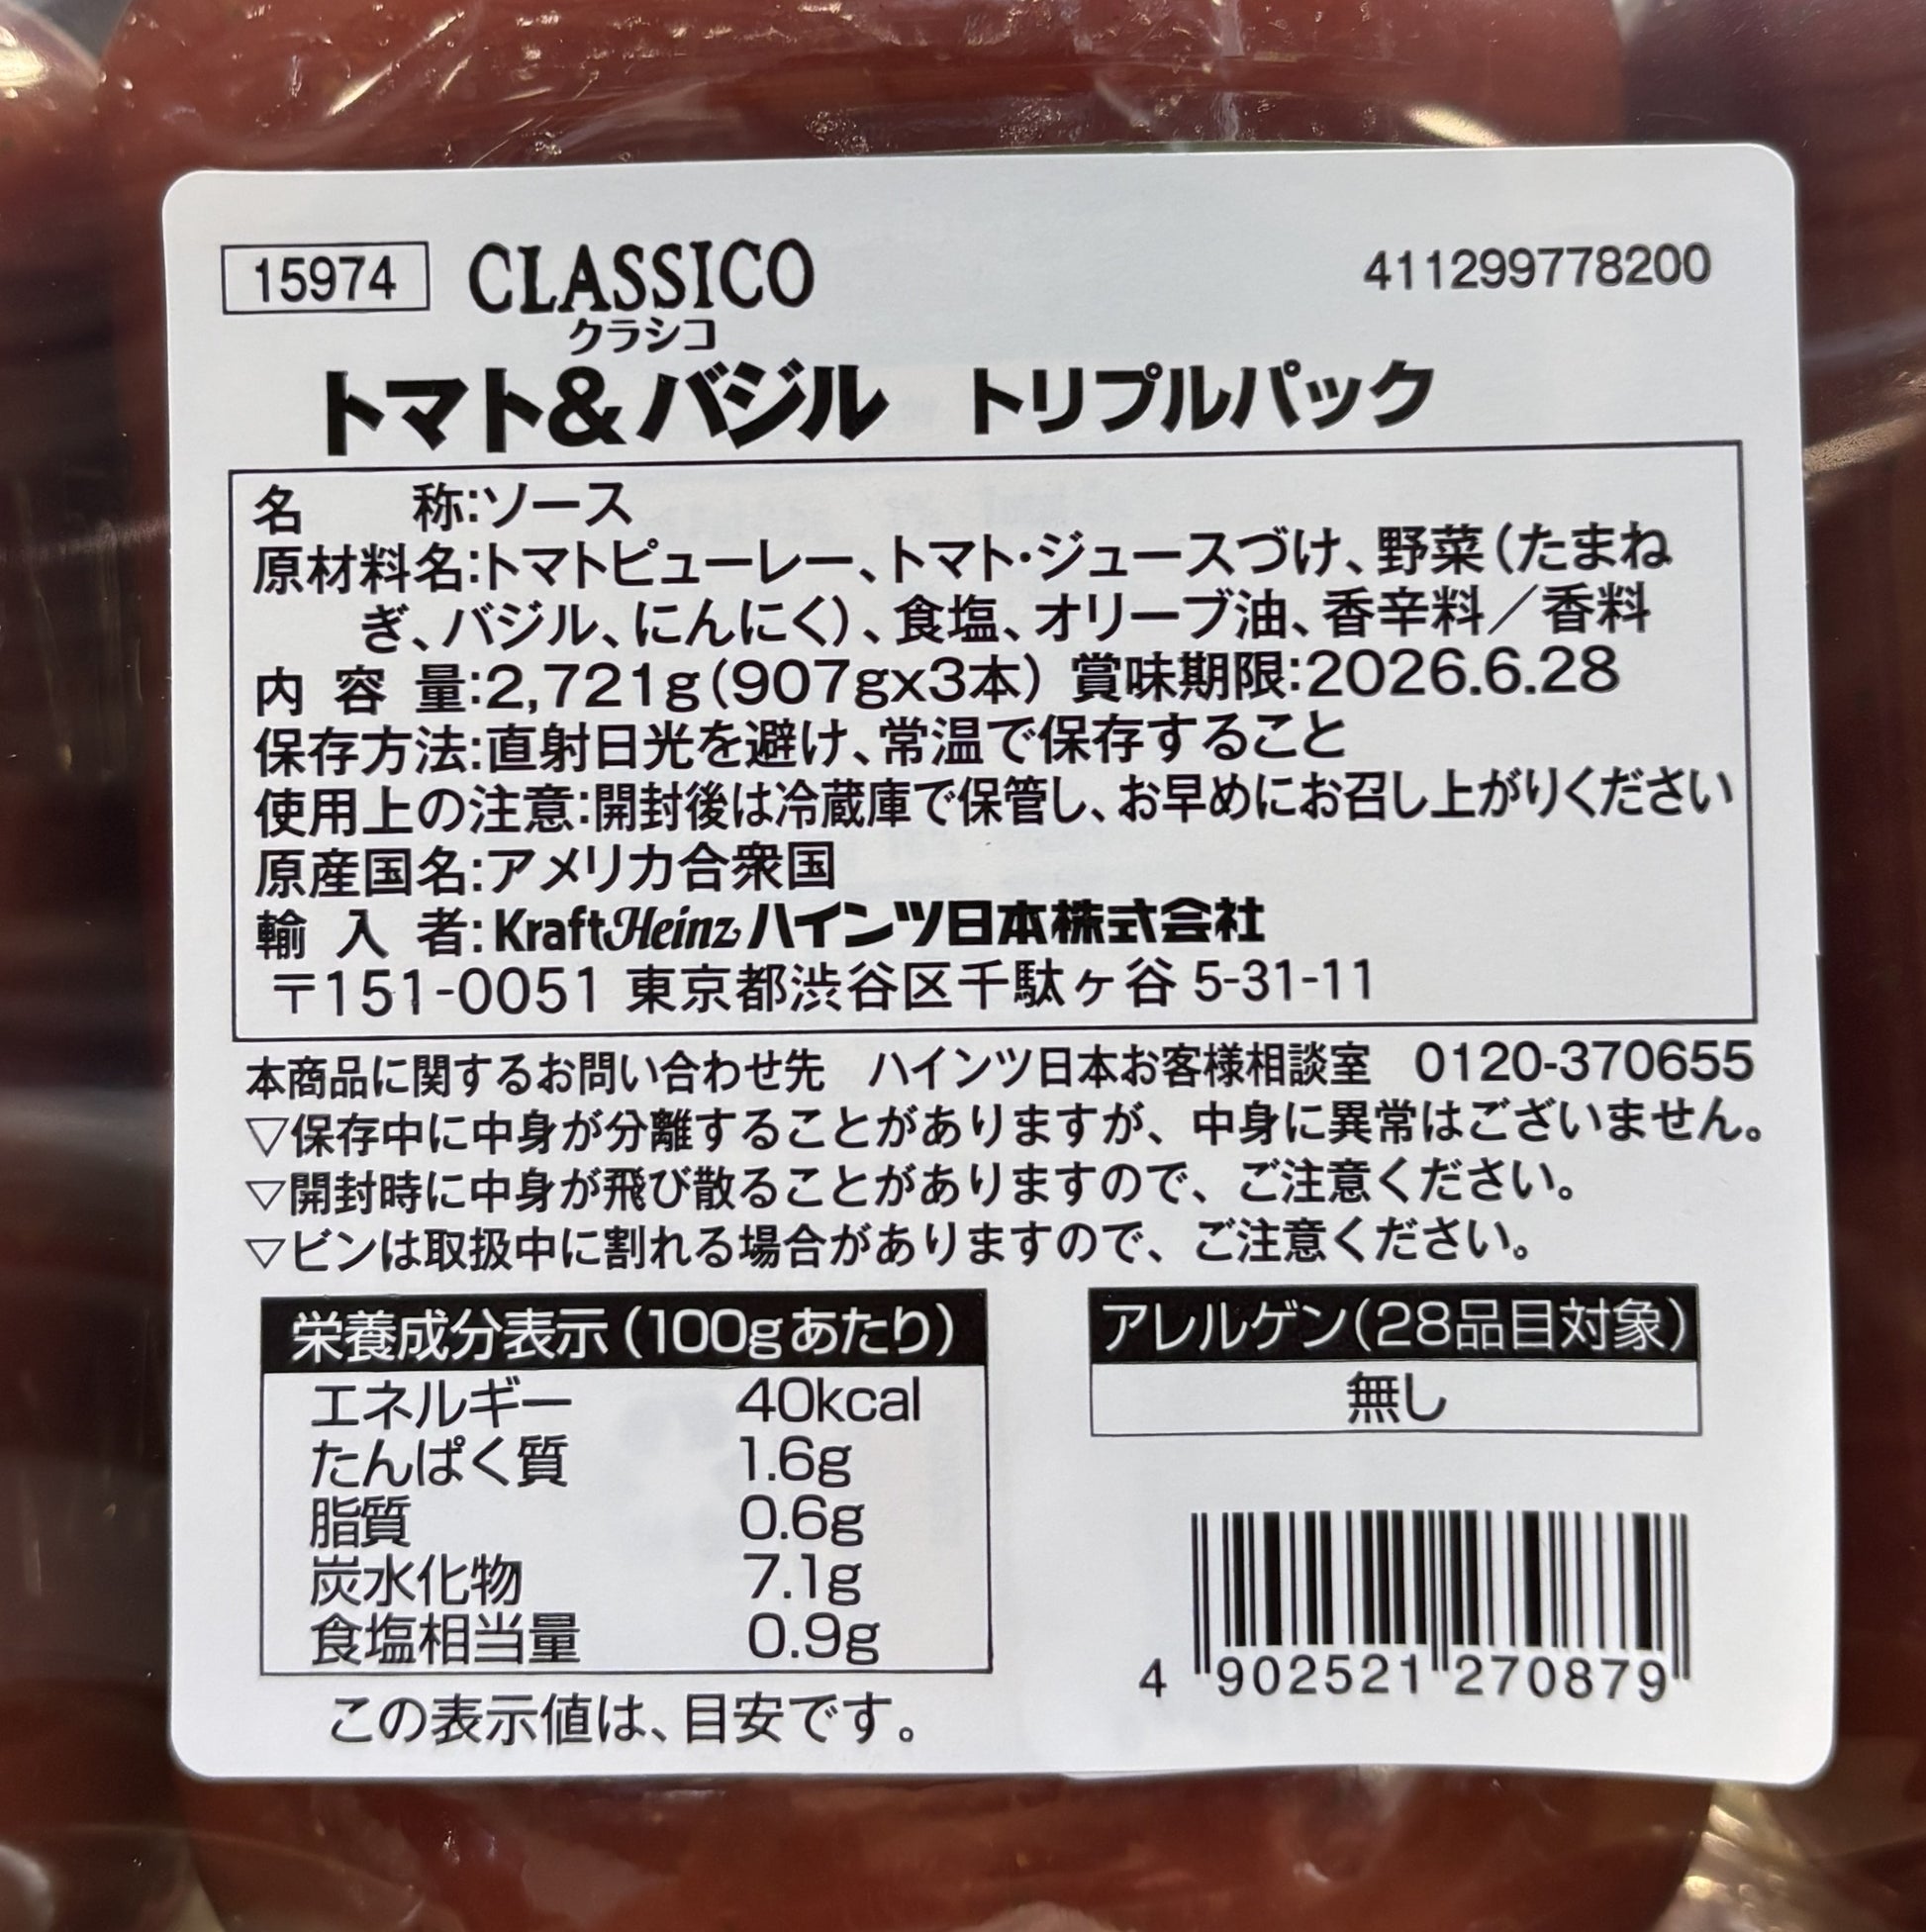 15974 CLASSICO 411299778200
クラシコ
トマト&バジル トリプルパック
名 称:ソース
原材料名:トマトピューレー、トマト・ジュースづけ、野菜(たまね
ぎ、バジル、にんにく)、食塩、オリーブ油、香辛料/香料
内容量:2,721g(907gx3本) 賞味期限:2026.6.28
保存方法:直射日光を避け、常温で保存すること
使用上の注意:開封後は冷蔵庫で保管し、お早めにお召し上がりください
原産国名:アメリカ合衆国
輸入者:KraftHeinz ハインツ日本株式会社
〒151-0051 東京都渋谷区千駄ヶ谷 5-31-11
本商品に関するお問い合わせ先 ハインツ日本お客様相談室 0120-370655
▽保存中に中身が分離することがありますが、中身に異常はございません。
▽開封時に中身が飛び散ることがありますので、ご注意ください。
▽ビンは取扱中に割れる場合がありますので、ご注意ください。
栄養成分表示(100gあたり)
エネルギー 40kcal
たんぱく質 1.6g
脂質 0.6g
炭水化物 7.1g
食塩相当量 0.9g
この表示値は、目安です。
アレルゲン(28品目対象)
無し
4 902521 270879